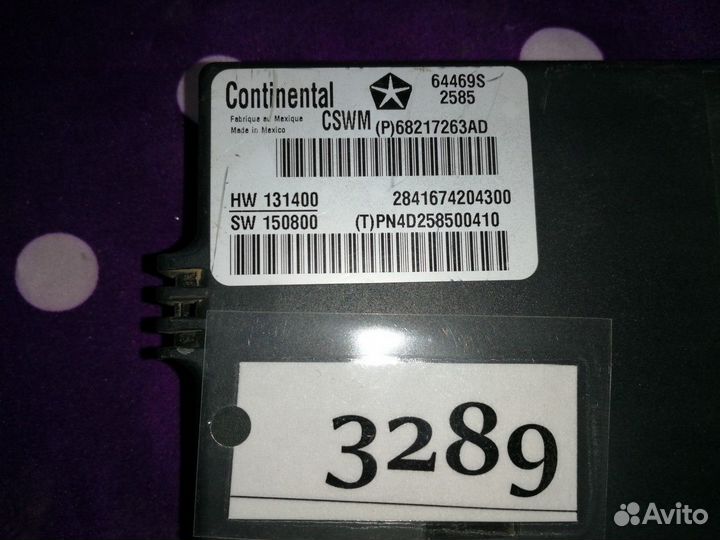 Continental
64469S
2585
Fabrique au Mexique
Made in Mexico
CSWM
(P)68217263AD
HW 131400
2841674204300
SW 150800
(T)PN4D258500410
3289
Avito